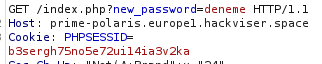 GET /index.php?new_password=deneme HTTP/1.1
Host: prime-polaris.europe1.hackviser.space
Cookie: PHPSESSID=
b3sergh75no5e72ui14ia3v2ka